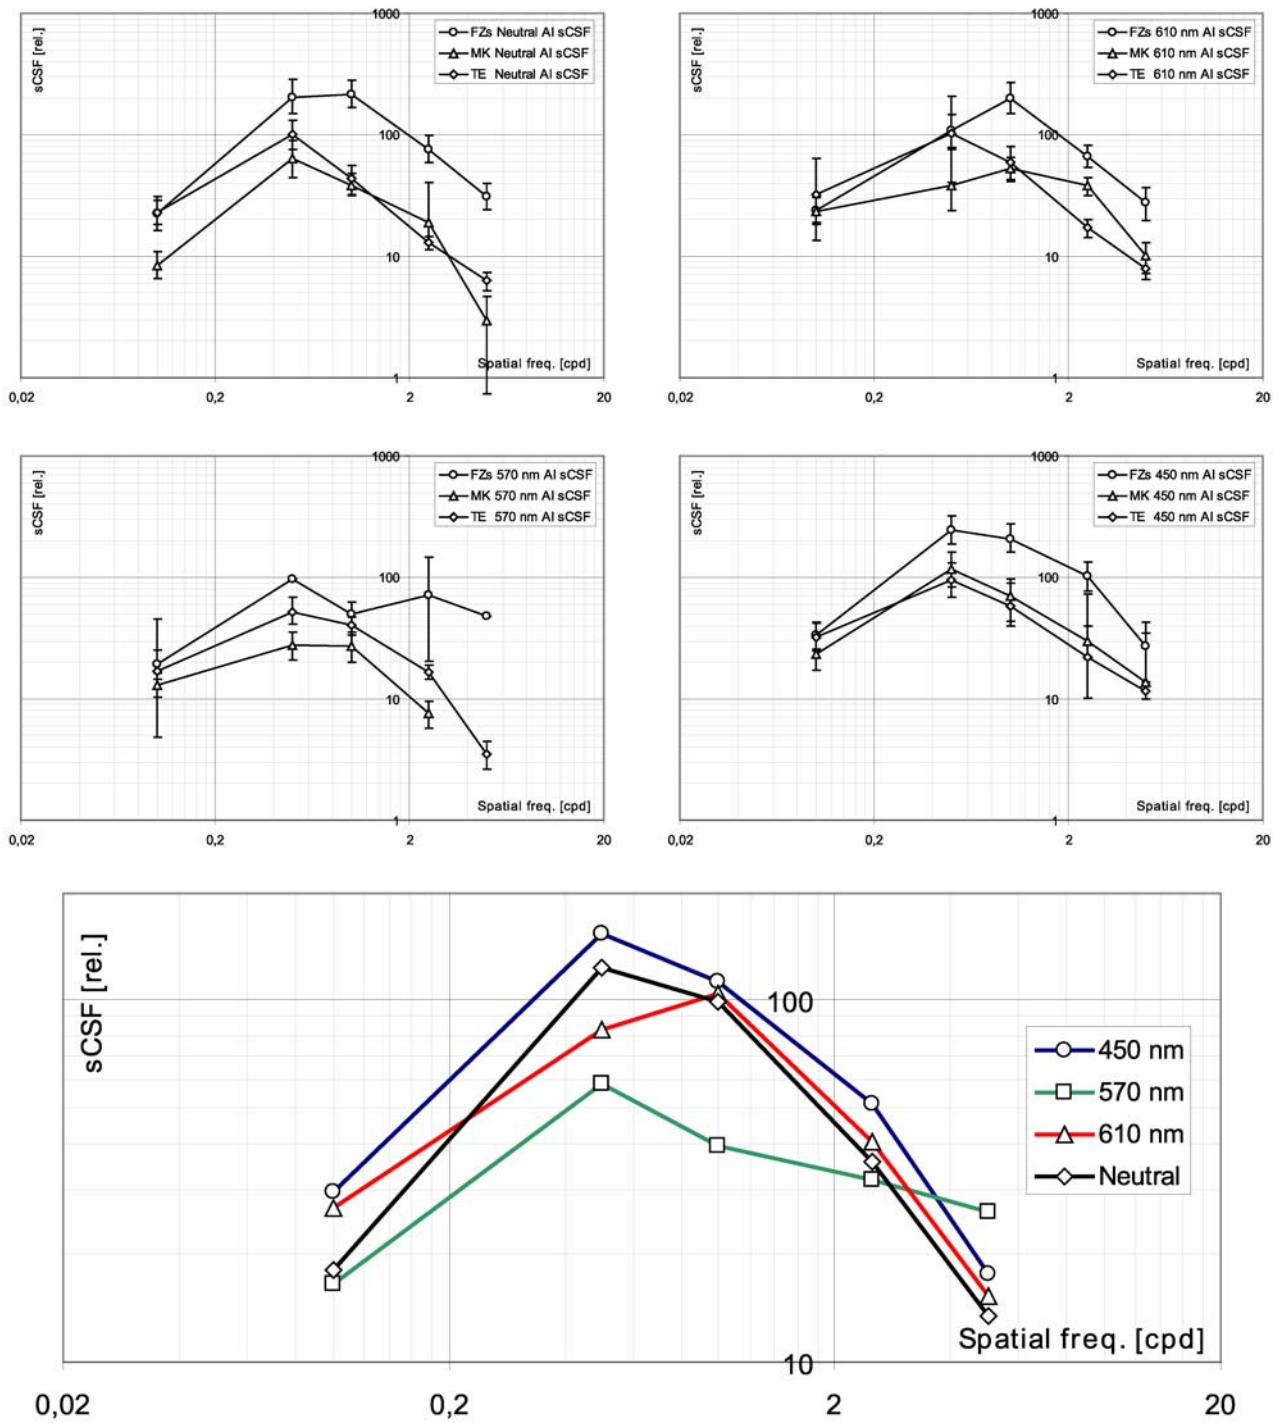 1000
sCSF [rel.]
FZs Neutral AI sCSF
MK Neutral AI sCSF
TE Neutral AI sCSF
100
10
Spatial freq. [cpd]
1
0,02 0,2 2 20
1000
sCSF [rel.]
FZs 610 nm AI sCSF
MK 610 nm AI sCSF
TE 610 nm AI sCSF
100
10
Spatial freq. [cpd]
1
0,02 0,2 2 20
1000
sCSF [rel.]
FZs 570 nm AI sCSF
MK 570 nm AI sCSF
TE 570 nm AI sCSF
100
10
Spatial freq. [cpd]
1
0,02 0,2 2 20
1000
sCSF [rel.]
FZs 450 nm AI sCSF
MK 450 nm AI sCSF
TE 450 nm AI sCSF
100
10
Spatial freq. [cpd]
1
0,02 0,2 2 20
sCSF [rel.]
100
450 nm
570 nm
610 nm
Neutral
Spatial freq. [cpd]
10
0,02 0,2 2 20